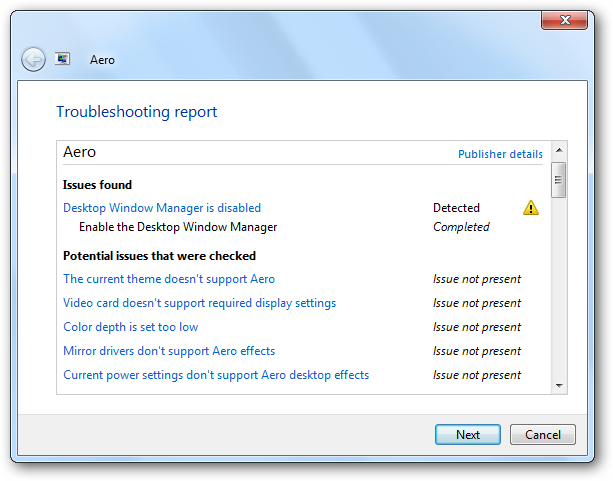 Aero
Troubleshooting report
Aero
Publisher details
Issues found
Desktop Window Manager is disabled Detected
Enable the Desktop Window Manager Completed
Potential issues that were checked
The current theme doesn't support Aero Issue not present
Video card doesn't support required display settings Issue not present
Color depth is set too low Issue not present
Mirror drivers don't support Aero effects Issue not present
Current power settings don't support Aero desktop effects Issue not present
Next Cancel